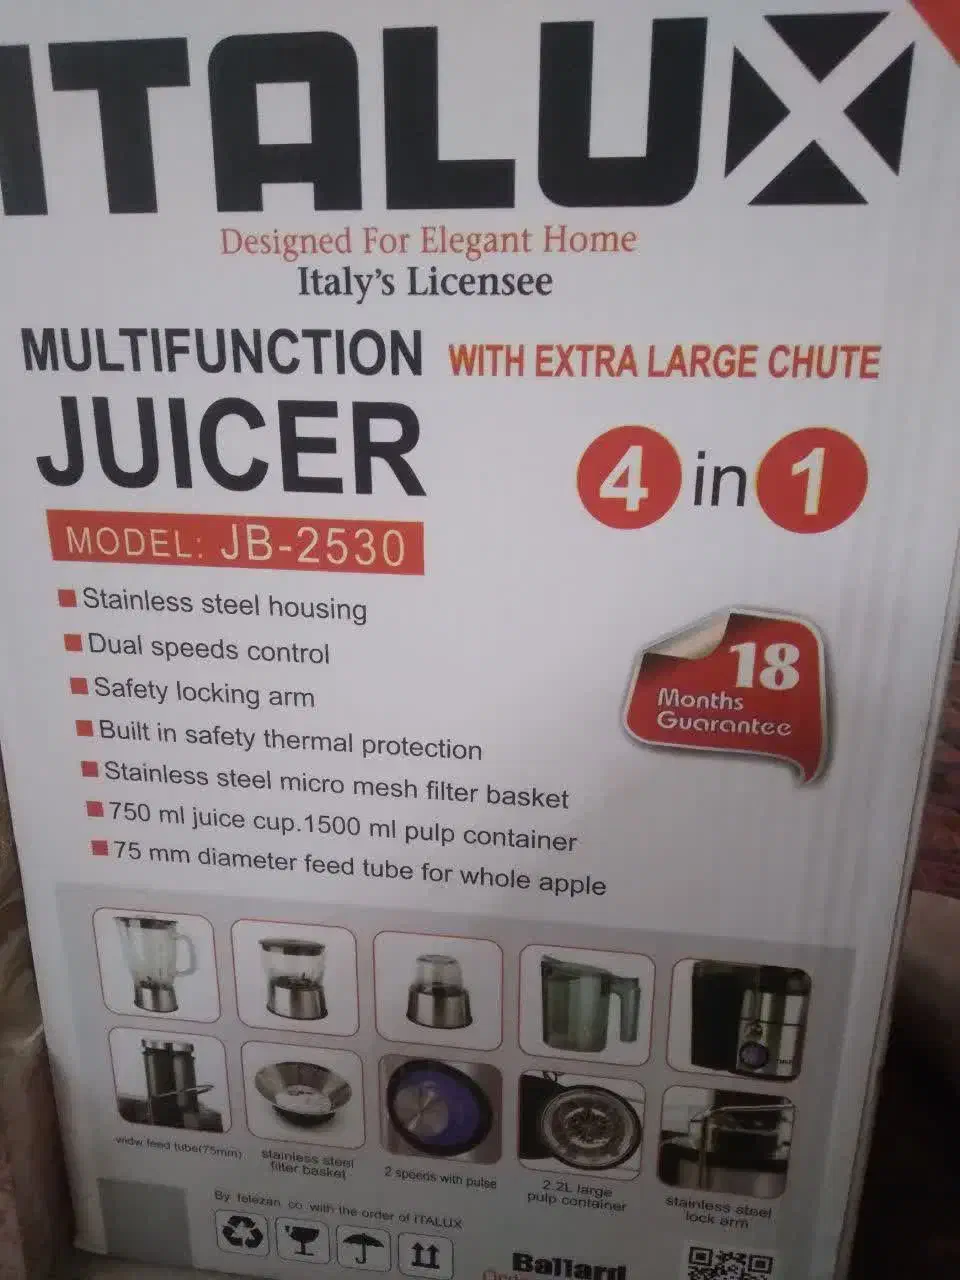 ITALUX
Designed For Elegant Home
Italy's Licensee
MULTIFUNCTION WITH EXTRA LARGE CHUTE
JUICER
4 in 1
MODEL: JB-2530
Stainless steel housing
Dual speeds control
Safety locking arm
Built in safety thermal protection
Stainless steel micro mesh filter basket
750 ml juice cup.1500 ml pulp container
75 mm diameter feed tube for whole apple
18
Months
Guarantee
widw feed tube(75mm)
stainless steel
filter basket
2 speeds with pulse
2.2L large
pulp container
stainless steel
lock arm
By felezan co with the order of ITALUX
Ballard